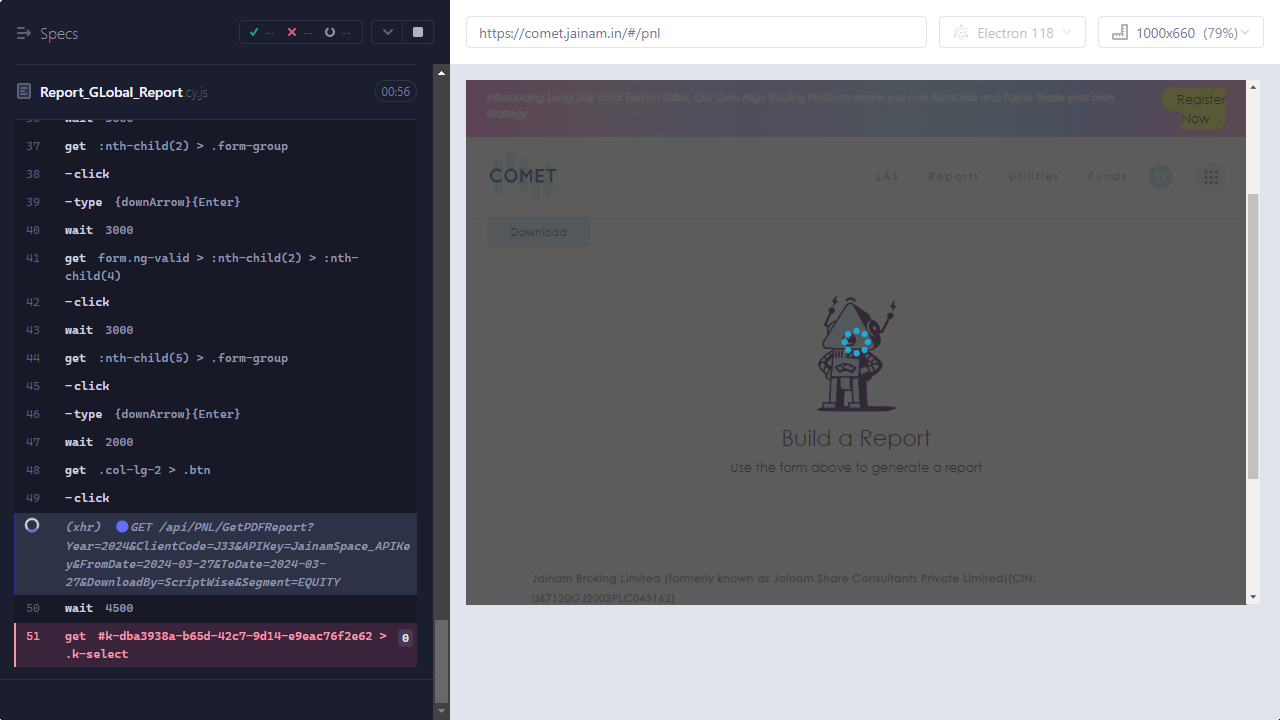 Specs
-- -- --
Report_GLobal_Report.cy.js
00:56
36 wait 3000
37 get :nth-child(2) > .form-group
38 -click
39 -type {downArrow}{Enter}
40 wait 3000
41 get form.ng-valid > :nth-child(2) > :nth-
child(4)
42 -click
43 wait 3000
44 get :nth-child(5) > .form-group
45 -click
46 -type {downArrow}{Enter}
47 wait 2000
48 get .col-lg-2 > .btn
49 -click
(xhr) GET /api/PNL/GetPDFReport?
Year=2024&ClientCode=J33&APIKey=JainamSpace_APIKe
y&FromDate=2024-03-27&ToDate=2024-03-
27&DownloadBy=ScriptWise&Segment=EQUITY
50 wait 4500
51 get #k-dba3938a-b65d-42c7-9d14-e9eac76f2e62 > 0
.k-select
https://comet.jainam.in/#/pnl
Electron 118
1000x660 (79%)
Introducing LongOnly Back Test on Strike, Our Own Algo Trading Platform where you can Back Test and Paper Trade your own
strategy
Register
Now
COMET
LAS Reports Utilities Funds D
Download
Build a Report
Use the form above to generate a report
Jainam Broking Limited (formerly known as Jainam Share Consultants Private Limited)(CIN:
U67120GJ2003PLC043162)